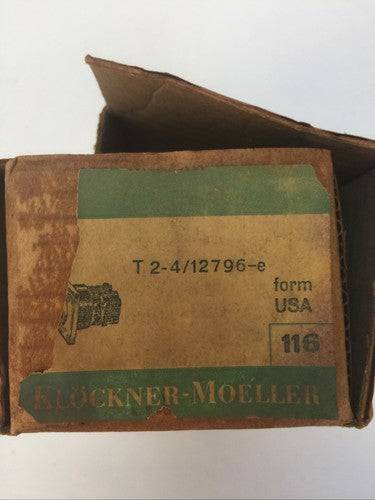 T 2-4/12796-e
form
USA
116
KLÖCKNER-MOELLER